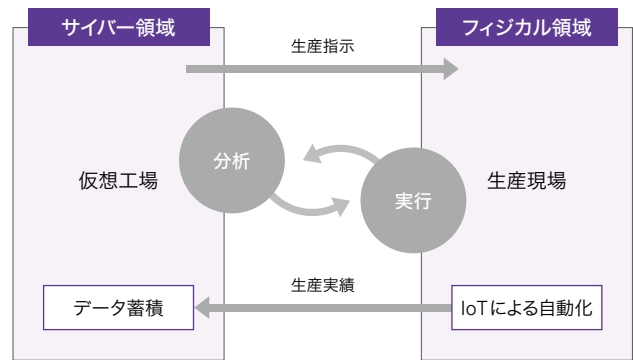 サイバー領域
フィジカル領域
生産指示
分析
仮想工場
実行
生産現場
生産実績
データ蓄積
IoTによる自動化